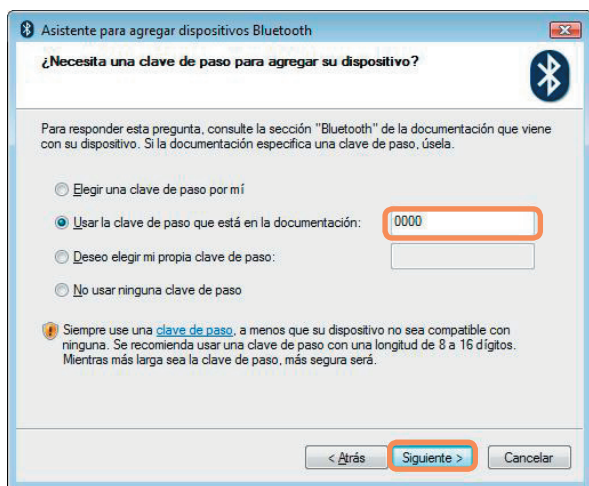 Asistente para agregar dispositivos Bluetooth
¿Necesita una clave de paso para agregar su dispositivo?
Para responder esta pregunta, consulte la sección "Bluetooth" de la documentación que viene
con su dispositivo. Si la documentación especifica una clave de paso, úsela.
Elegir una clave de paso por mí
Usar la clave de paso que está en la documentación: 0000
Deseo elegir mi propia clave de paso:
No usar ninguna clave de paso
Siempre use una clave de paso, a menos que su dispositivo no sea compatible con
ninguna. Se recomienda usar una clave de paso con una longitud de 8 a 16 dígitos.
Mientras más larga sea la clave de paso, más segura será.
< Atrás Siguiente > Cancelar